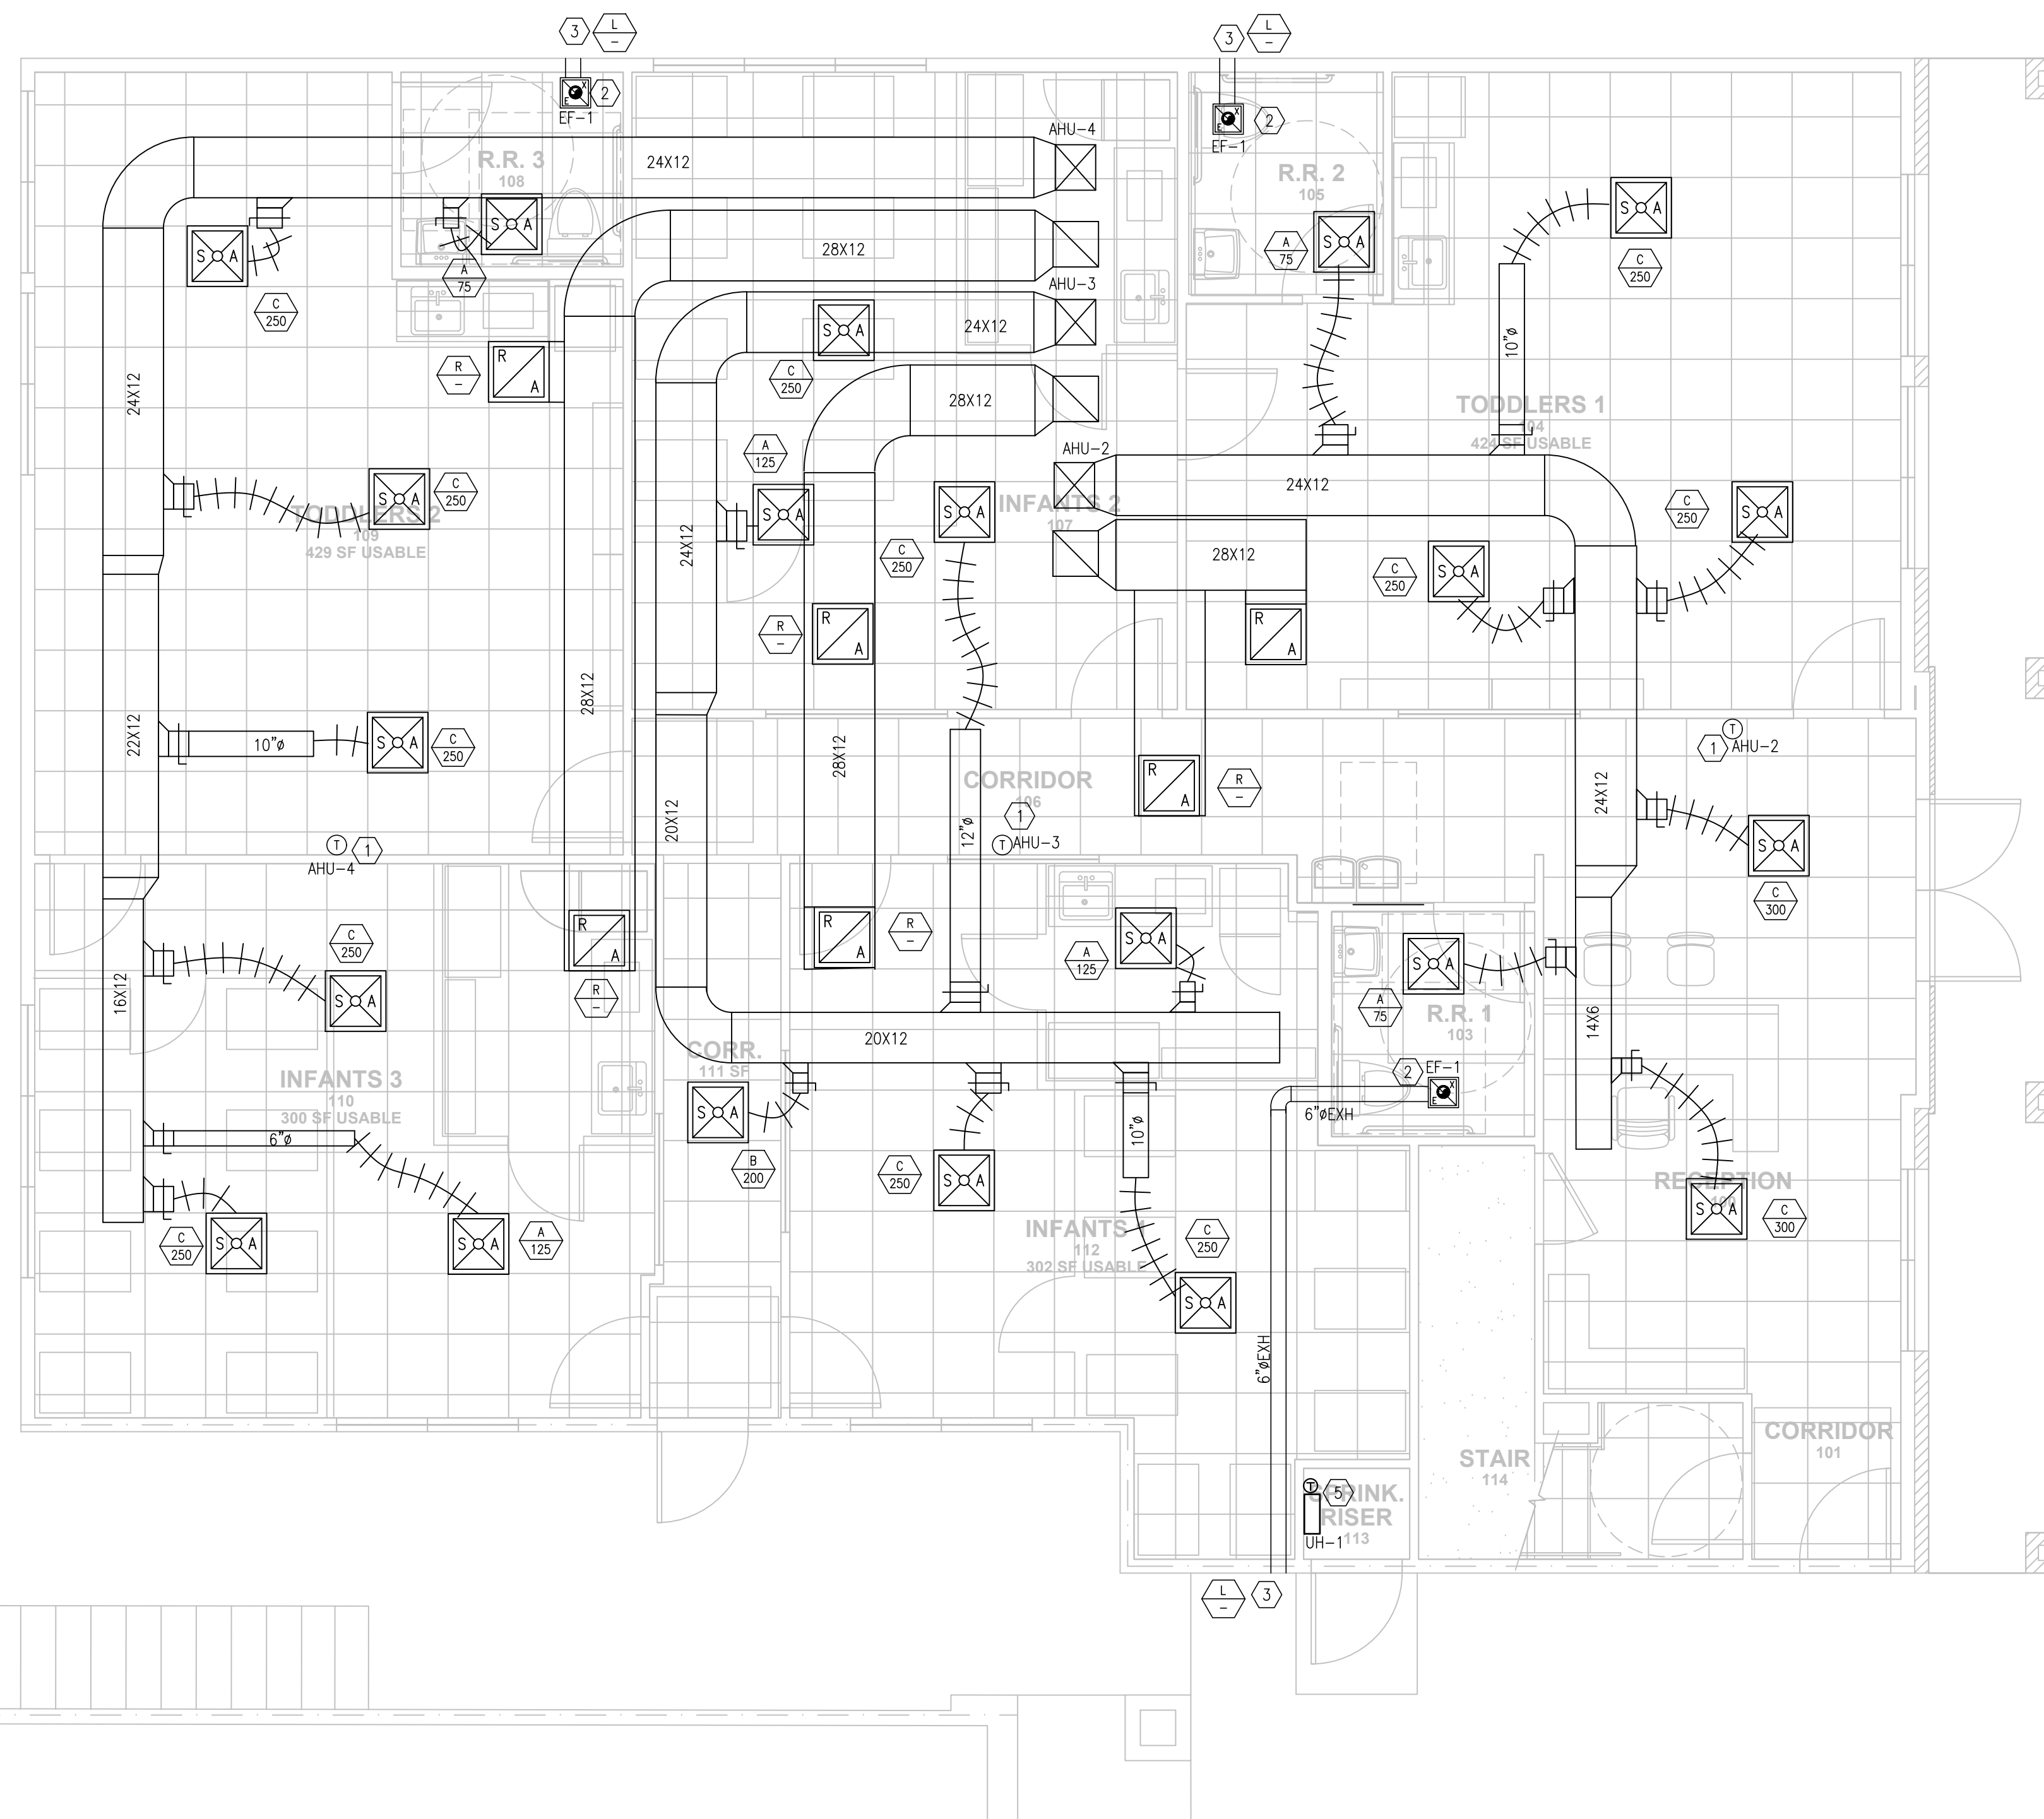 3
L
–
3
L
–
X
E
2
EF-1
X
E
2
EF-1
AHU-4
24X12
R.R. 3
108
R.R. 2
105
S A
S A
S A
S A
A
75
A
75
28X12
C
250
C
250
AHU-3
24X12
S A
C
250
10"ø
R
A
R
–
24X12
28X12
TODDLERS 1
104
424 SF USABLE
A
125
AHU-2
24X12
S A
C
250
S A
S A
INFANTS 2
107
C
250
S A
TODDLERS 2
109
429 SF USABLE
24X12
C
250
28X12
C
250
S A
R
A
R
–
R
A
28X12
22X12
10"ø
S A
C
250
28X12
T
1
AHU-2
CORRIDOR
106
R
A
R
–
24X12
20X12
12"ø
1
T
AHU-3
T
1
AHU-4
S A
C
300
R
A
R
A
R
–
C
250
S A
A
125
S A
16X12
S A
R
–
A
75
14X6
R.R. 1
103
20X12
CORR.
111 SF
INFANTS 3
110
300 SF USABLE
2
EF-1
X
E
6"øEXH
S A
6"ø
10"ø
B
200
C
250
S A
RECEPTION
100
S A
C
300
C
250
S A
S A
A
125
INFANTS 1
112
302 SF USABLE
C
250
S A
6"øEXH
CORRIDOR
101
STAIR
114
T
5
SPRINK.
RISER
113
UH-1
L
–
3